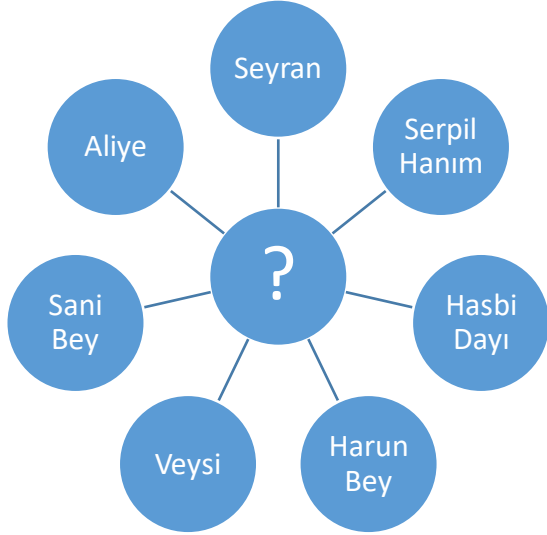 Seyran
Serpil
Hanım
Aliye
?
Sani
Bey
Hasbi
Dayı
Veysi
Harun
Bey